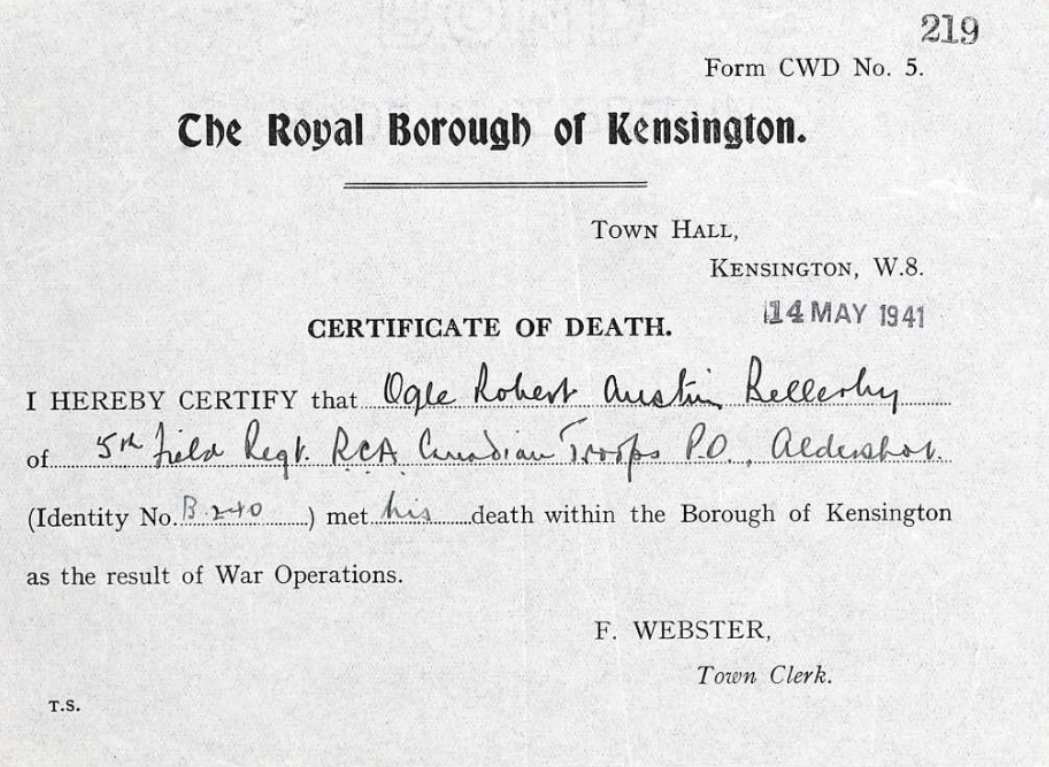 219
Form CWD No. 5.
The Royal Borough of Kensington.
TOWN HALL,
KENSINGTON, W.8.
14 MAY 1941
CERTIFICATE OF DEATH.
I HEREBY CERTIFY that Ogle Robert Austin Bellerby
of 5th Field Regt. RCA Canadian Troops P.O., Aldershot.
(Identity No. B.240) met his death within the Borough of Kensington
as the result of War Operations.
F. WEBSTER,
Town Clerk.
T.S.